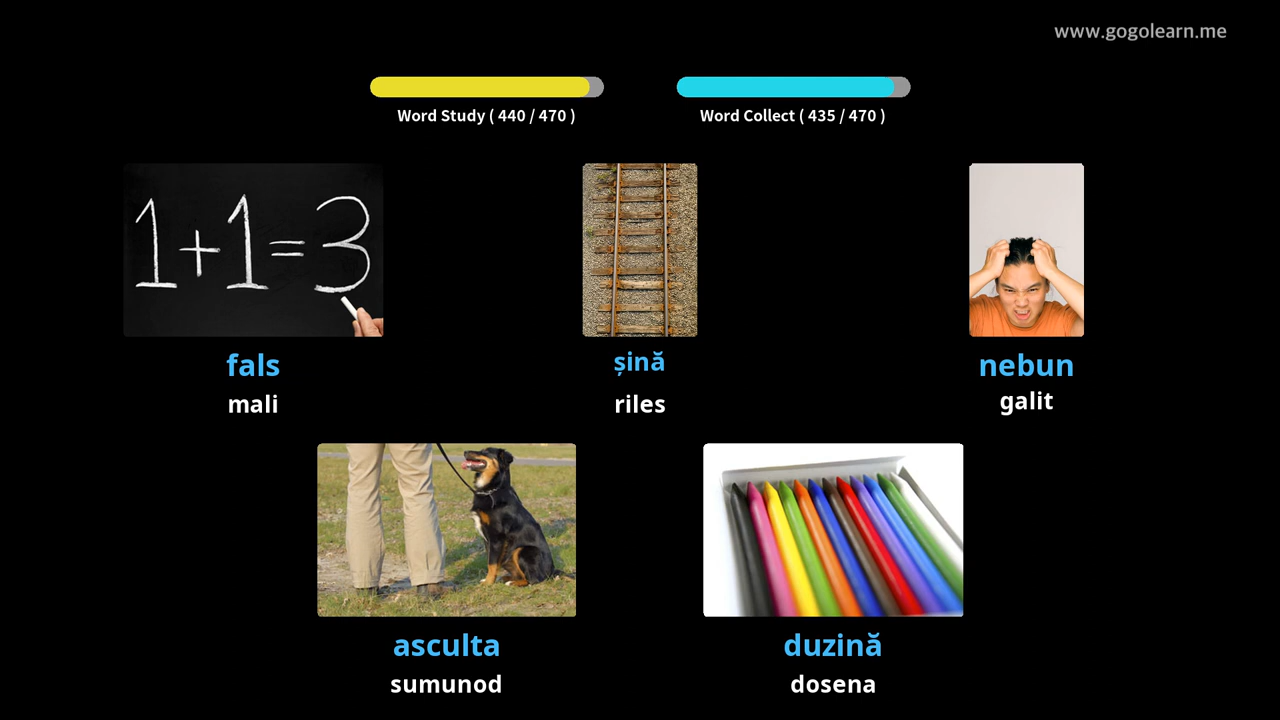 www.gogolearn.me
Word Study ( 440 / 470 )
Word Collect ( 435 / 470 )
1+1=3
fals
mali
șină
riles
nebun
galit
asculta
sumunod
duzină
dosena